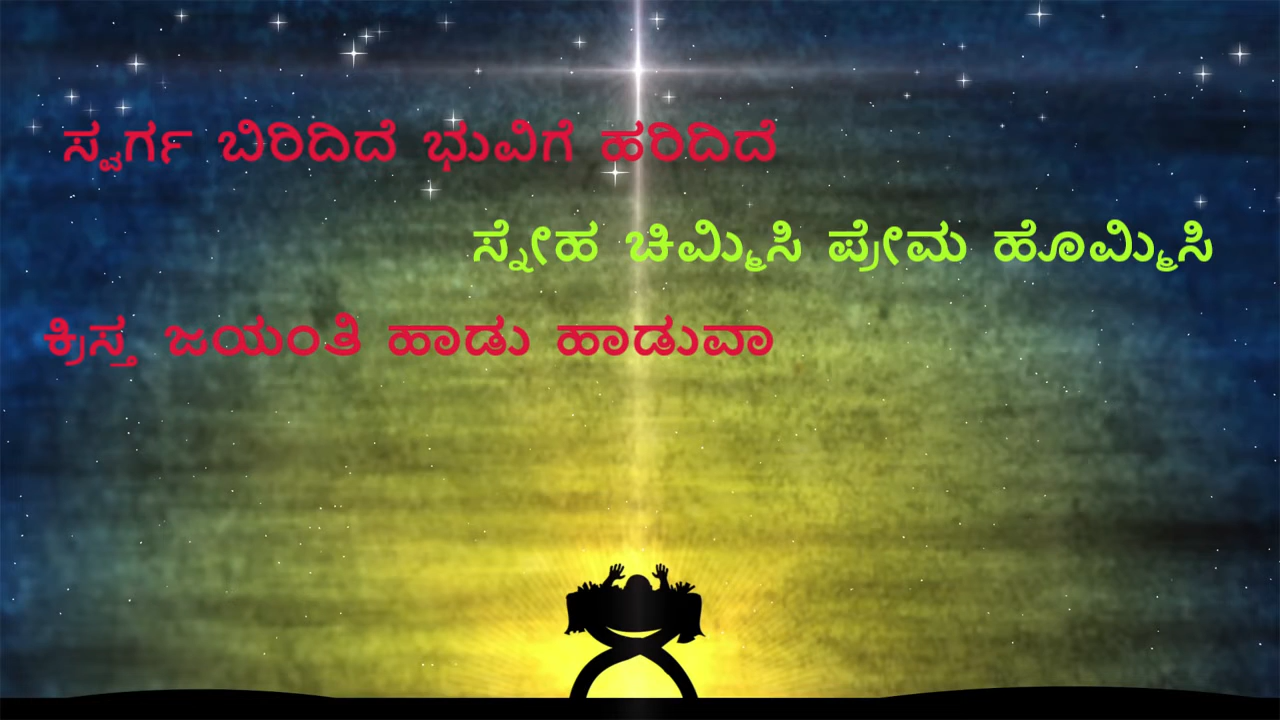 ಸ್ವರ್ಗ ಬಿರಿದಿದೆ ಭುವಿಗೆ ಹರಿದಿದೆ
ಸ್ನೇಹ ಚಿಮ್ಮಿಸಿ ಪ್ರೇಮ ಹೊಮ್ಮಿಸಿ
ಕ್ರಿಸ್ತ ಜಯಂತಿ ಹಾಡು ಹಾಡುವಾ